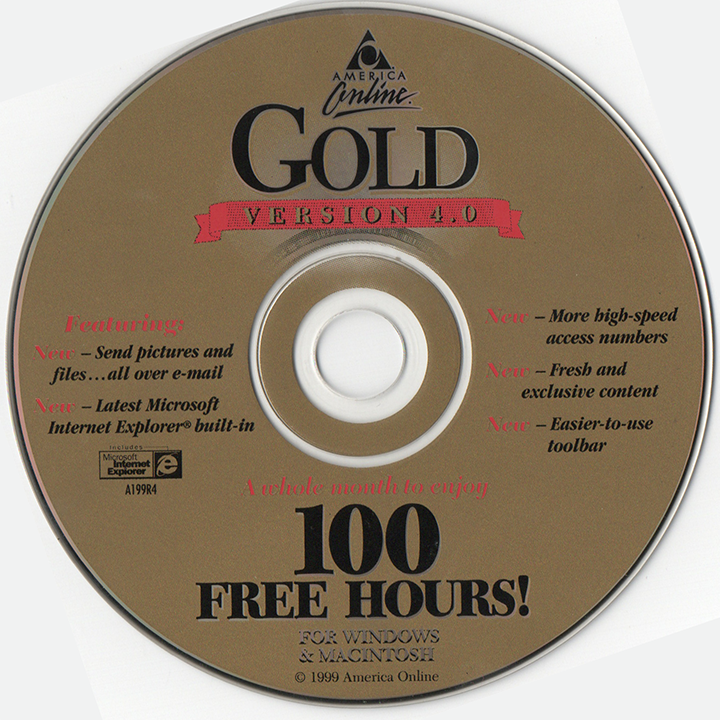 AMERICA
Online.
GOLD
VERSION 4.0
Featuring:
New – Send pictures and
files...all over e-mail
New – Latest Microsoft
Internet Explorer® built-in
Includes
Microsoft
Internet
Explorer
A199R4
New – More high-speed
access numbers
New – Fresh and
exclusive content
New – Easier-to-use
toolbar
A whole month to enjoy
100
FREE HOURS!
FOR WINDOWS
& MACINTOSH
© 1999 America Online